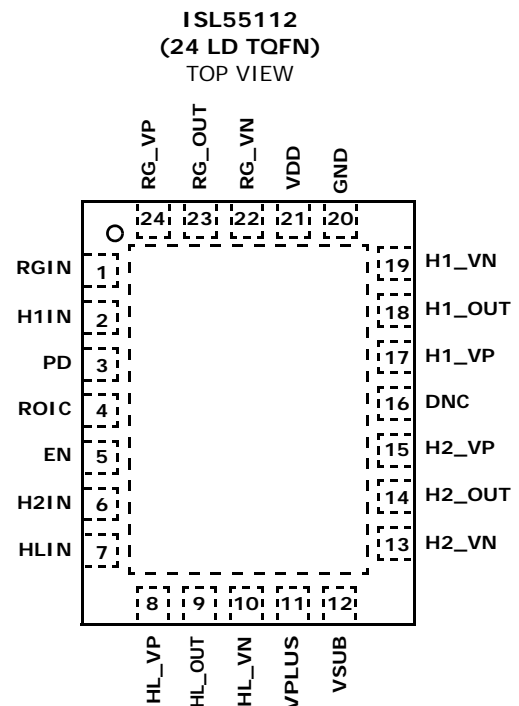 ISL55112
(24 LD TQFN)
TOP VIEW
RG_VP
RG_OUT
RG_VN
VDD
GND
24
23
22
21
20
RGIN 1
H1IN 2
PD 3
ROIC 4
EN 5
H2IN 6
HLIN 7
19 H1_VN
18 H1_OUT
17 H1_VP
16 DNC
15 H2_VP
14 H2_OUT
13 H2_VN
8
9
10
11
12
HL_VP
HL_OUT
HL_VN
VPLUS
VSUB